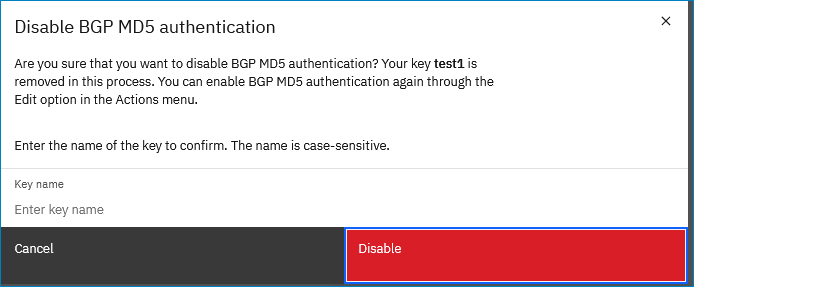 Disable BGP MD5 authentication
Are you sure that you want to disable BGP MD5 authentication? Your key test1 is
removed in this process. You can enable BGP MD5 authentication again through the
Edit option in the Actions menu.
Enter the name of the key to confirm. The name is case-sensitive.
Key name
Enter key name
Cancel
Disable